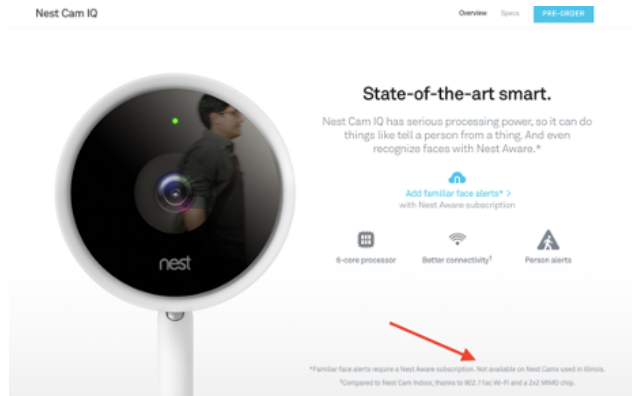 Nest Cam IQ
Overview Specs PRE-ORDER
State-of-the-art smart.
Nest Cam IQ has serious processing power, so it can do
things like tell a person from a thing. And even
recognize faces with Nest Aware.*
Add familiar face alerts* >
with Nest Aware subscription
6-core processor Better connectivity† Person alerts
nest
*Familiar face alerts require a Nest Aware subscription. Not available on Nest Cams used in Illinois.
†Compared to Nest Cam Indoor, thanks to 802.11ac Wi-Fi and a 2x2 MIMO chip.